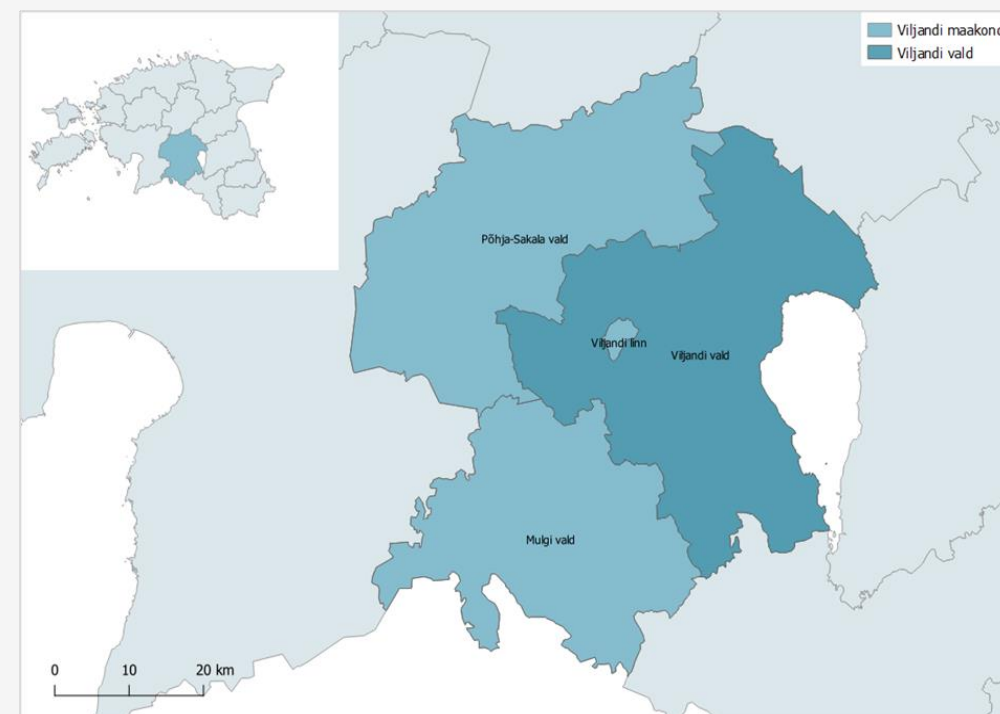 Viljandi maakond
Viljandi vald
Põhja-Sakala vald
Viljandi linn
Viljandi vald
Mulgi vald
0 10 20 km